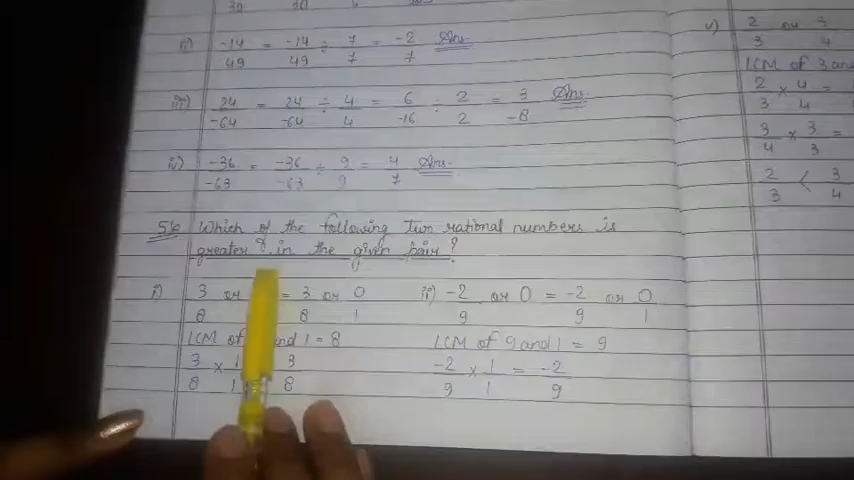 30 30
ii) -14/49 = -14/49 ÷ 7/7 = -2/7 Ans.
iii) 24/-64 = 24/-64 ÷ 4/4 = 6/-16 ÷ 2/2 = 3/-8 Ans.
iv) -36/-63 = -36/-63 ÷ 9/9 = 4/7 Ans.
56 Which of the following two rational numbers is
greater in the given pair?
i) 3/8 or = 3/8 or 0/1
LCM of and 1 = 8
3/8 × 1/1 3/8
ii) -2/9 or 0 = -2/9 or 0/1
LCM of 9 and 1 = 9
-2/9 × 1/1 = -2/9
v) 2/3 or 3/4
LCM of 3 an
2/3 × 4/4 =
3/4 × 3/3 =
2/3 < 3/4